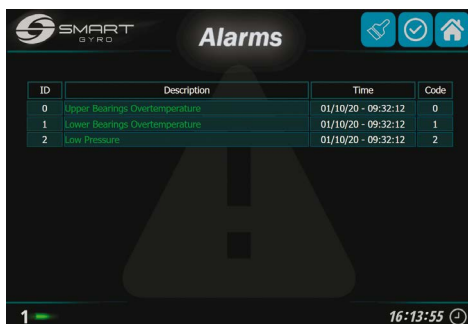 SMART
GYRO
Alarms
ID Description Time Code
0 Upper Bearings Overtemperature 01/10/20 - 09:32:12 0
1 Lower Bearings Overtemperature 01/10/20 - 09:32:12 1
2 Low Pressure 01/10/20 - 09:32:12 2
1
16:13:55